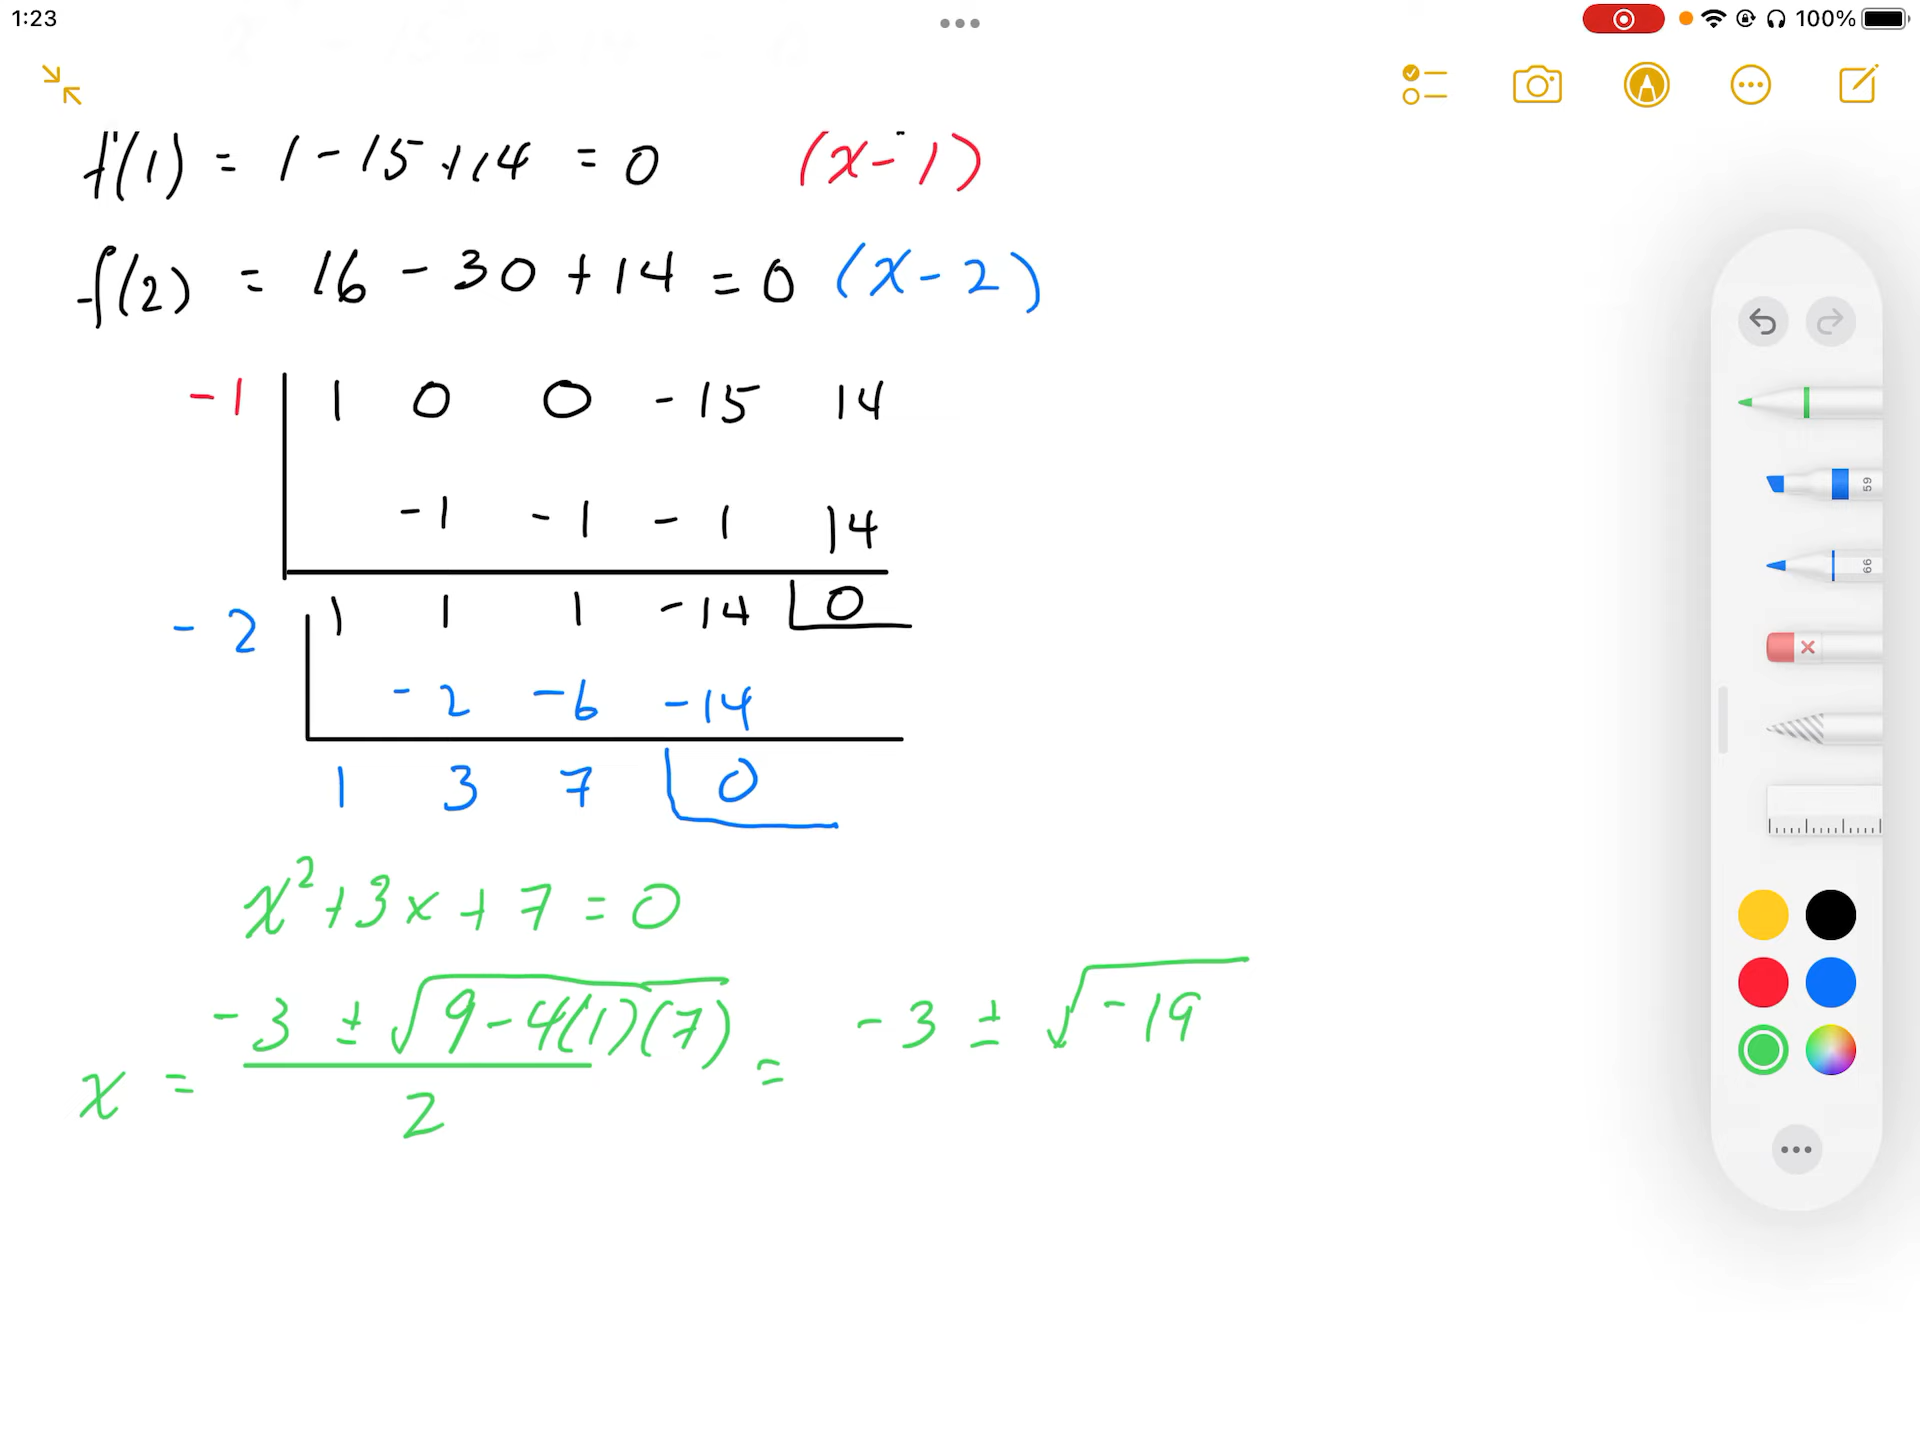 1:23
100%
f(1) = 1 - 15 + 14 = 0 (x - 1)
f(2) = 16 - 30 + 14 = 0 (x - 2)
-1 | 1 0 0 -15 14
-1 -1 -1 14
1 1 1 -14 | 0
-2
-2 -6 -14
1 3 7 | 0
x² + 3x + 7 = 0
x = (-3 ± √(9 - 4(1)(7)))/2 = -3 ± √(-19)
59
66